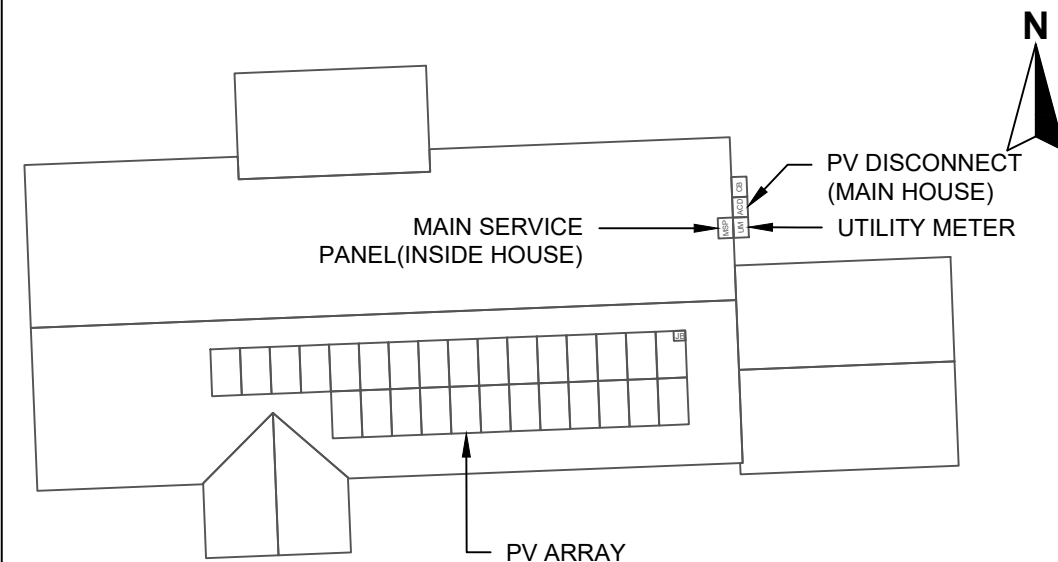 N
PV DISCONNECT
(MAIN HOUSE)
CB
ACD
MAIN SERVICE
PANEL(INSIDE HOUSE)
MSP
UM
UTILITY METER
JB
PV ARRAY